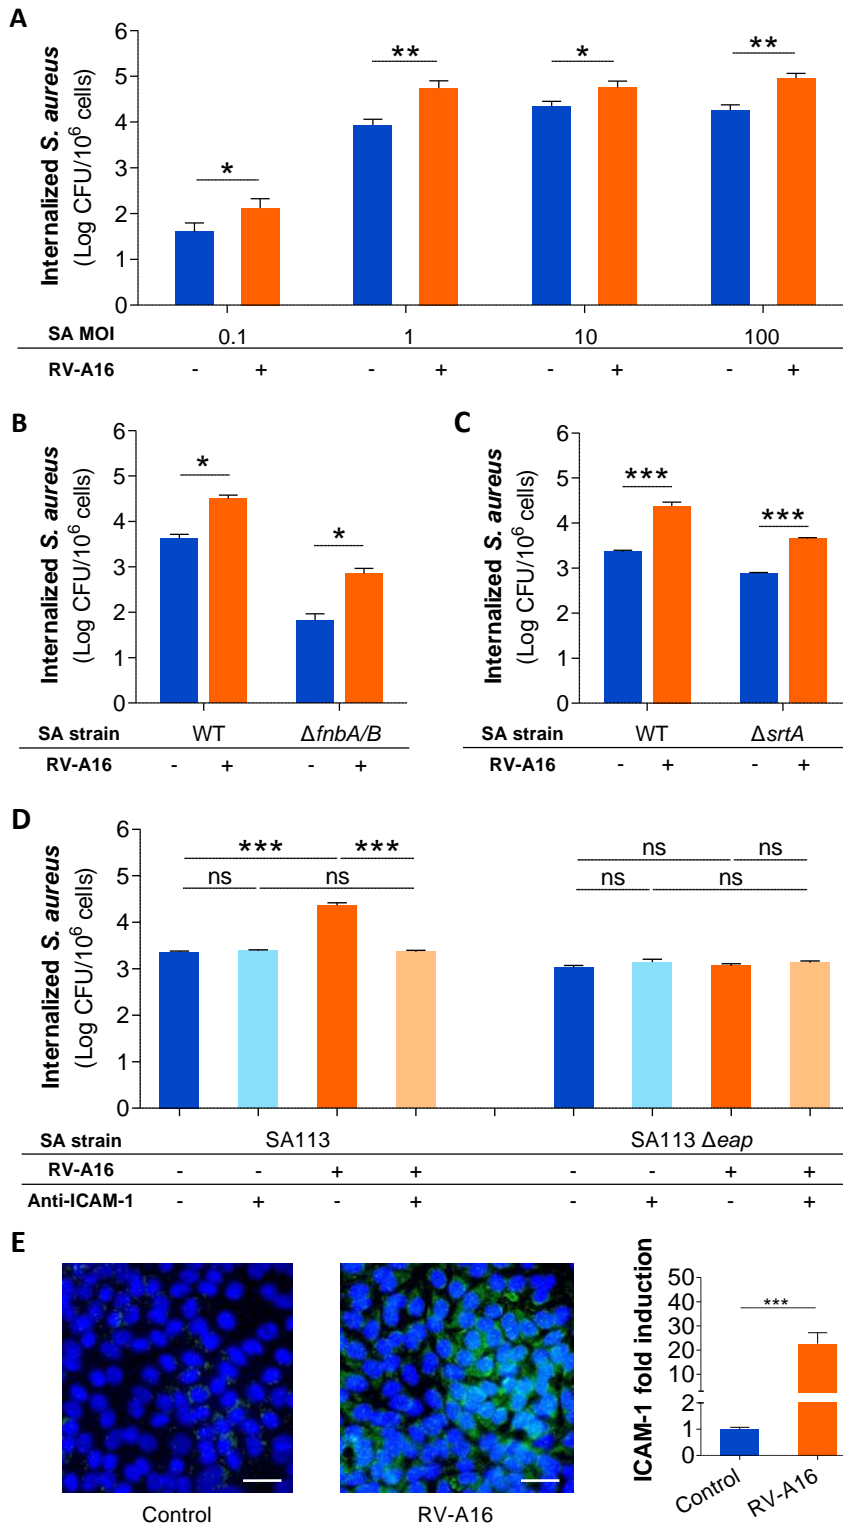 A
Internalized S. aureus
(Log CFU/10⁶ cells)
6
5
4
3
2
1
0
* ** * **
SA MOI 0.1 1 10 100
RV-A16 - + - + - + - +
B
Internalized S. aureus
(Log CFU/10⁶ cells)
6
5
4
3
2
1
0
* *
SA strain WT ΔfnbA/B
RV-A16 - + - +
C
Internalized S. aureus
(Log CFU/10⁶ cells)
6
5
4
3
2
1
0
*** ***
SA strain WT ΔsrtA
RV-A16 - + - +
D
Internalized S. aureus
(Log CFU/10⁶ cells)
6
5
4
3
2
1
0
*** *** ns ns
ns ns ns ns
SA strain SA113 SA113 Δeap
RV-A16 - - + + - - + +
Anti-ICAM-1 - + - + - + - +
E
Control
RV-A16
ICAM-1 fold induction
50
40
30
20
10
2
1
0
***
Control RV-A16